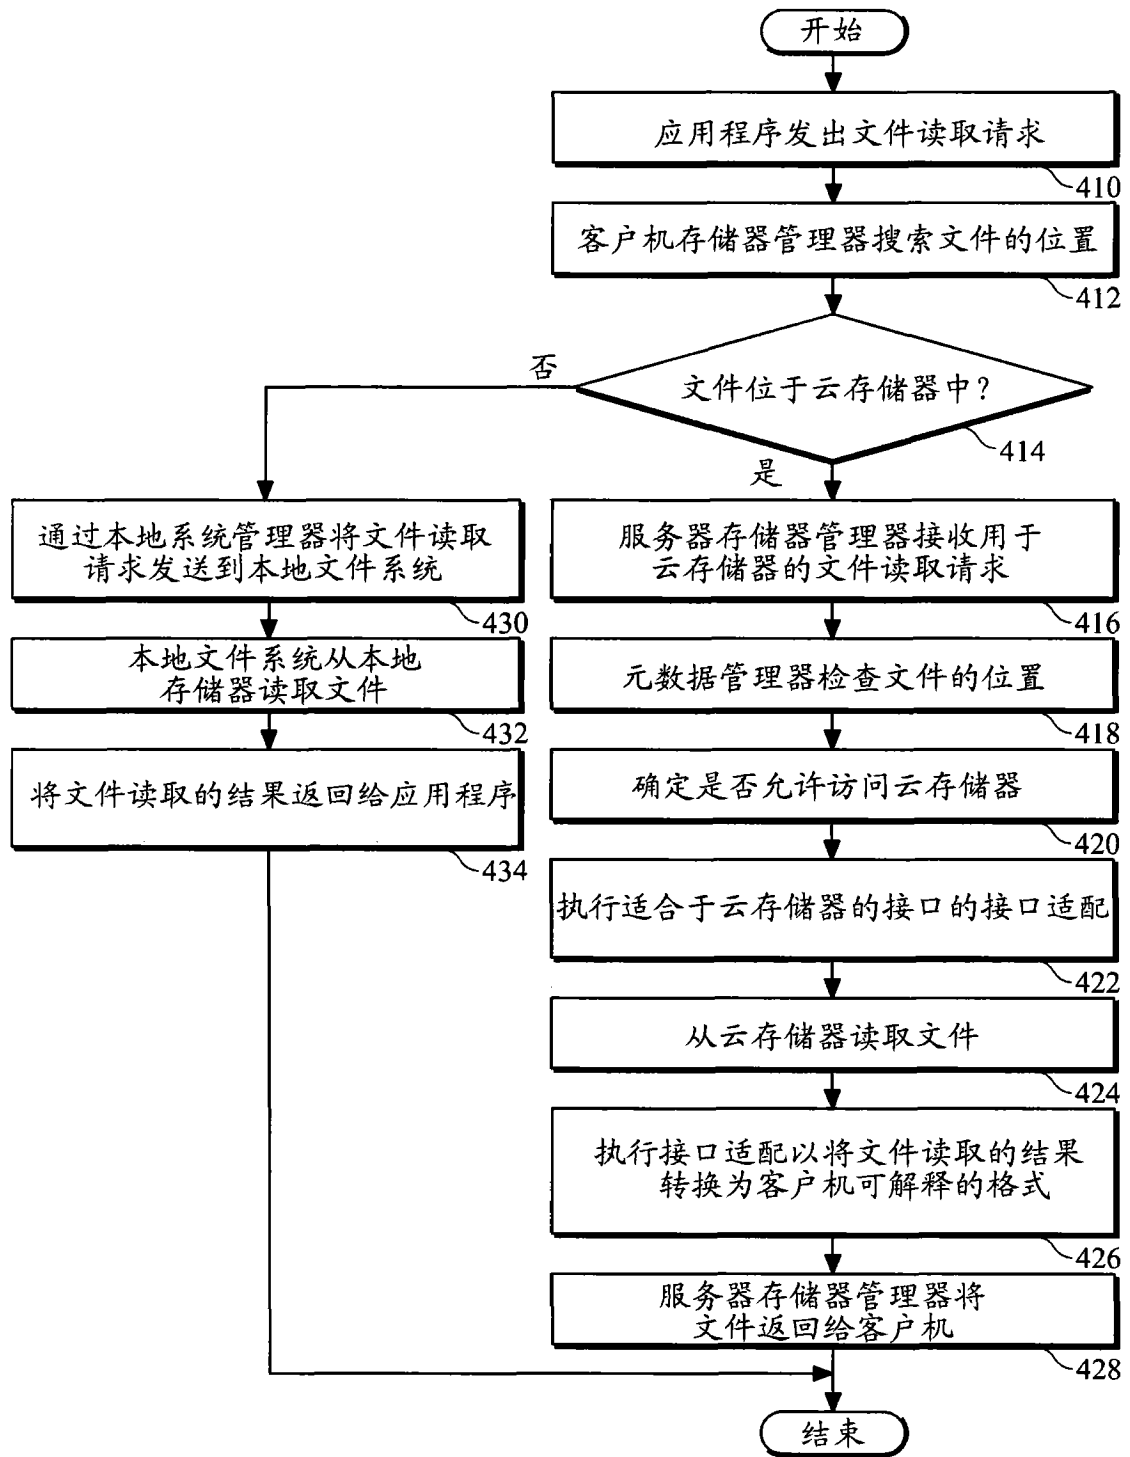 开始
应用程序发出文件读取请求
410
客户机存储器管理器搜索文件的位置
412
文件位于云存储器中?
414
否
是
通过本地系统管理器将文件读取
请求发送到本地文件系统
430
本地文件系统从本地
存储器读取文件
432
将文件读取的结果返回给应用程序
434
服务器存储器管理器接收用于
云存储器的文件读取请求
416
元数据管理器检查文件的位置
418
确定是否允许访问云存储器
420
执行适合于云存储器的接口的接口适配
422
从云存储器读取文件
424
执行接口适配以将文件读取的结果
转换为客户机可解释的格式
426
服务器存储器管理器将
文件返回给客户机
428
结束